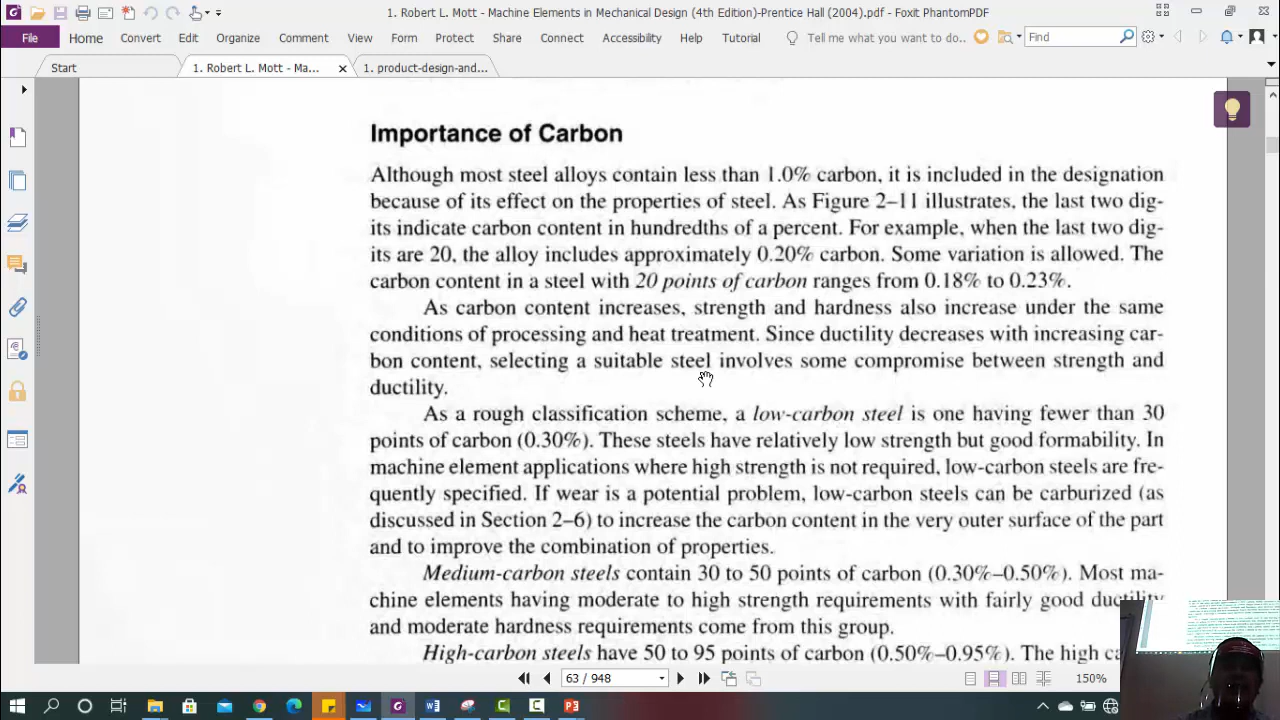 1. Robert L. Mott - Machine Elements in Mechanical Design (4th Edition)Prentice Hall (2004).pdf - Foxit PhantomPDF
File Home Convert Edit Organize Comment View Form Protect Share Connect Accessibility Help Tutorial Tell me what you want to do.. Find
Start 1. Robert L. Mott - Ma... 1. product-design-and...
Importance of Carbon
Although most steel alloys contain less than 1.0% carbon, it is included in the designation
because of its effect on the properties of steel. As Figure 2–11 illustrates, the last two dig-
its indicate carbon content in hundredths of a percent. For example, when the last two dig-
its are 20, the alloy includes approximately 0.20% carbon. Some variation is allowed. The
carbon content in a steel with 20 points of carbon ranges from 0.18% to 0.23%.
As carbon content increases, strength and hardness also increase under the same
conditions of processing and heat treatment. Since ductility decreases with increasing car-
bon content, selecting a suitable steel involves some compromise between strength and
ductility.
As a rough classification scheme, a low-carbon steel is one having fewer than 30
points of carbon (0.30%). These steels have relatively low strength but good formability. In
machine element applications where high strength is not required, low-carbon steels are fre-
quently specified. If wear is a potential problem, low-carbon steels can be carburized (as
discussed in Section 2–6) to increase the carbon content in the very outer surface of the part
and to improve the combination of properties.
Medium-carbon steels contain 30 to 50 points of carbon (0.30%–0.50%). Most ma-
chine elements having moderate to high strength requirements with fairly good ductility
and moderate hardness requirements come from this group.
High-carbon steels have 50 to 95 points of carbon (0.50%–0.95%). The high
63 / 948
150%